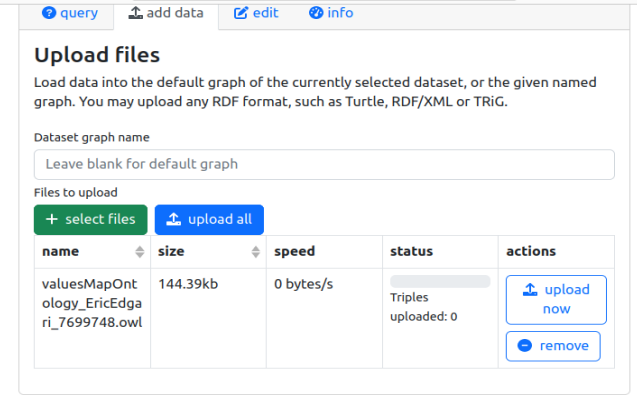 query add data edit info
Upload files
Load data into the default graph of the currently selected dataset, or the given named
graph. You may upload any RDF format, such as Turtle, RDF/XML or TRiG.
Dataset graph name
Leave blank for default graph
Files to upload
+ select files upload all
name size speed status actions
valuesMapOnt 144.39kb 0 bytes/s upload
ology_EricEdga Triples now
ri_7699748.owl uploaded: 0
remove